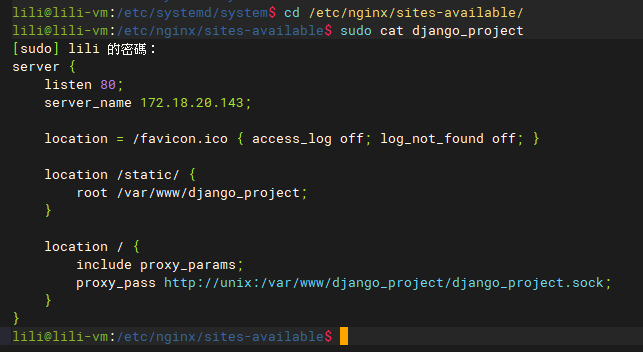 lili@lili-vm:/etc/systemd/system$ cd /etc/nginx/sites-available/
lili@lili-vm:/etc/nginx/sites-available$ sudo cat django_project
[sudo] lili 的密碼：
server {
    listen 80;
    server_name 172.18.20.143;

    location = /favicon.ico { access_log off; log_not_found off; }

    location /static/ {
        root /var/www/django_project;
    }

    location / {
        include proxy_params;
        proxy_pass http://unix:/var/www/django_project/django_project.sock;
    }
}
lili@lili-vm:/etc/nginx/sites-available$